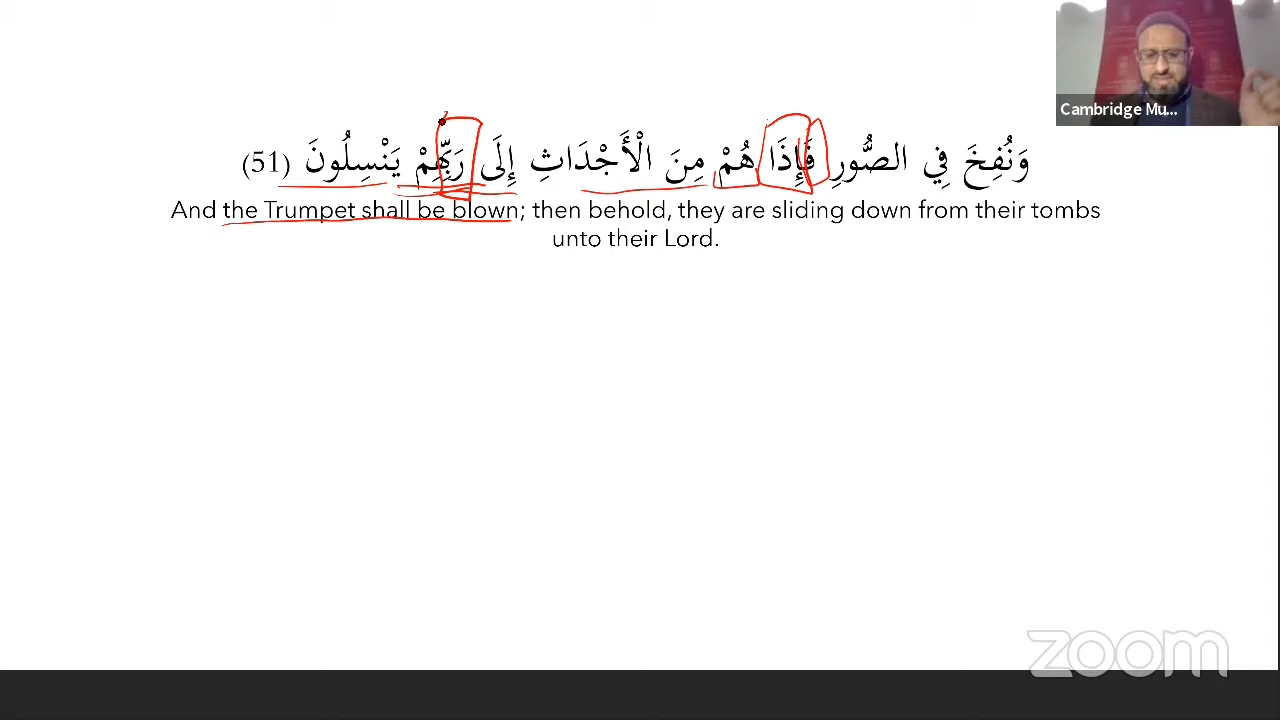 Cambridge Mu...
وَنُفِخَ فِي الصُّورِ فَإِذَا هُمْ مِنَ الْأَجْدَاثِ إِلَى رَبِّهِمْ يَنْسِلُونَ (51)
And the Trumpet shall be blown; then behold, they are sliding down from their tombs
unto their Lord.
zoom